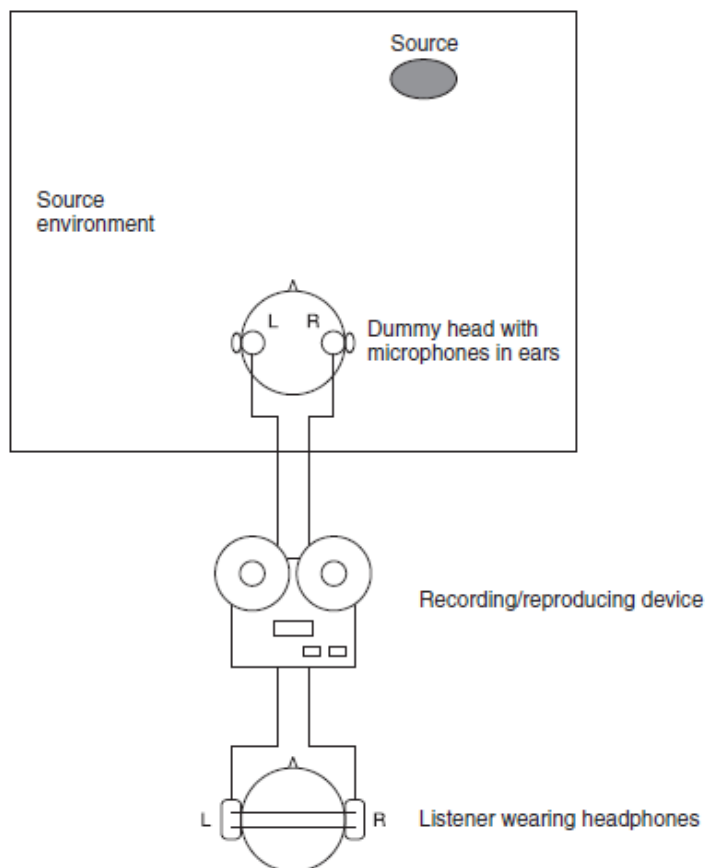 Source
Source
environment
L R
Dummy head with
microphones in ears
Recording/reproducing device
L R Listener wearing headphones